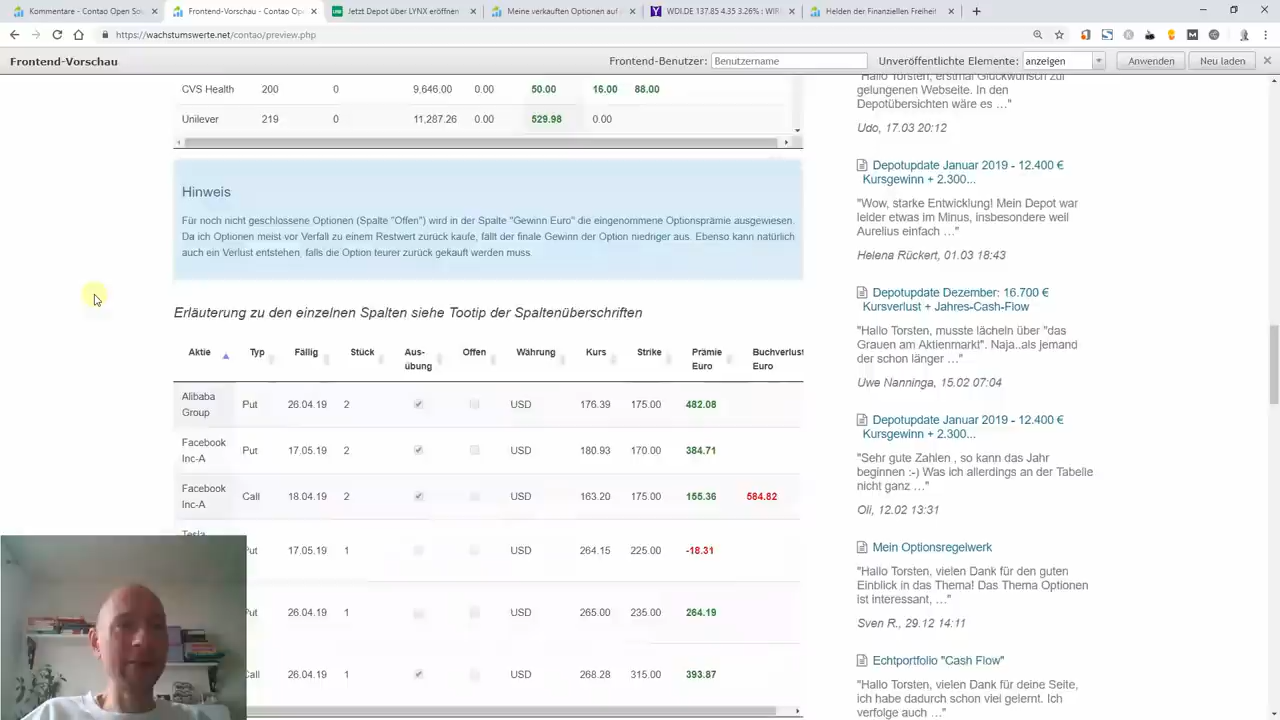 Kommentare - Contao Open Sou
Frontend-Vorschau - Contao Op
Jetzt Depot über LYNX eröffnen
Meine verkauften Optionen auf
WDI.DE 137.85 4.35 3.26% : WIR
Helden der Finanziellen Freiheit
https://wachstumswerte.net/contao/preview.php
Frontend-Vorschau
Frontend-Benutzer: Benutzername
Unveröffentlichte Elemente: anzeigen
Anwenden
Neu laden
CVS Health 200 0 9,646.00 0.00 50.00 16.00 88.00
Unilever 219 0 11,287.26 0.00 529.98 0.00
Hinweis
Für noch nicht geschlossene Optionen (Spalte "Offen") wird in der Spalte "Gewinn Euro" die eingenommene Optionsprämie ausgewiesen.
Da ich Optionen meist vor Verfall zu einem Restwert zurück kaufe, fällt der finale Gewinn der Option niedriger aus. Ebenso kann natürlich
auch ein Verlust entstehen, falls die Option teurer zurück gekauft werden muss.
Erläuterung zu den einzelnen Spalten siehe Tootip der Spaltenüberschriften
Aktie Typ Fällig Stück Aus- Offen Währung Kurs Strike Prämie Buchverlust
übung Euro Euro
Alibaba
Group Put 26.04.19 2 USD 176.39 175.00 482.08
Facebook
Inc-A Put 17.05.19 2 USD 180.93 170.00 384.71
Facebook
Inc-A Call 18.04.19 2 USD 163.20 175.00 155.36 584.82
Tesla
ut 17.05.19 1 USD 264.15 225.00 -18.31
ut 26.04.19 1 USD 265.00 235.00 264.19
all 26.04.19 1 USD 268.28 315.00 393.87
"Hallo Torsten, erstmal Glückwunsch zur
gelungenen Webseite. In den
Depotübersichten wäre es …"
Udo, 17.03 20:12
Depotupdate Januar 2019 - 12.400 €
Kursgewinn + 2.300...
"Wow, starke Entwicklung! Mein Depot war
leider etwas im Minus, insbesondere weil
Aurelius einfach …"
Helena Rückert, 01.03 18:43
Depotupdate Dezember: 16.700 €
Kursverlust + Jahres-Cash-Flow
"Hallo Torsten, musste lächeln über "das
Grauen am Aktienmarkt". Naja..als jemand
der schon länger …"
Uwe Nanninga, 15.02 07:04
Depotupdate Januar 2019 - 12.400 €
Kursgewinn + 2.300...
"Sehr gute Zahlen , so kann das Jahr
beginnen :-) Was ich allerdings an der Tabelle
nicht ganz …"
Oli, 12.02 13:31
Mein Optionsregelwerk
"Hallo Torsten, vielen Dank für den guten
Einblick in das Thema! Das Thema Optionen
ist interessant, …"
Sven R., 29.12 14:11
Echtportfolio "Cash Flow"
"Hallo Torsten, vielen Dank für deine Seite,
ich habe dadurch schon viel gelernt. Ich
verfolge auch …"